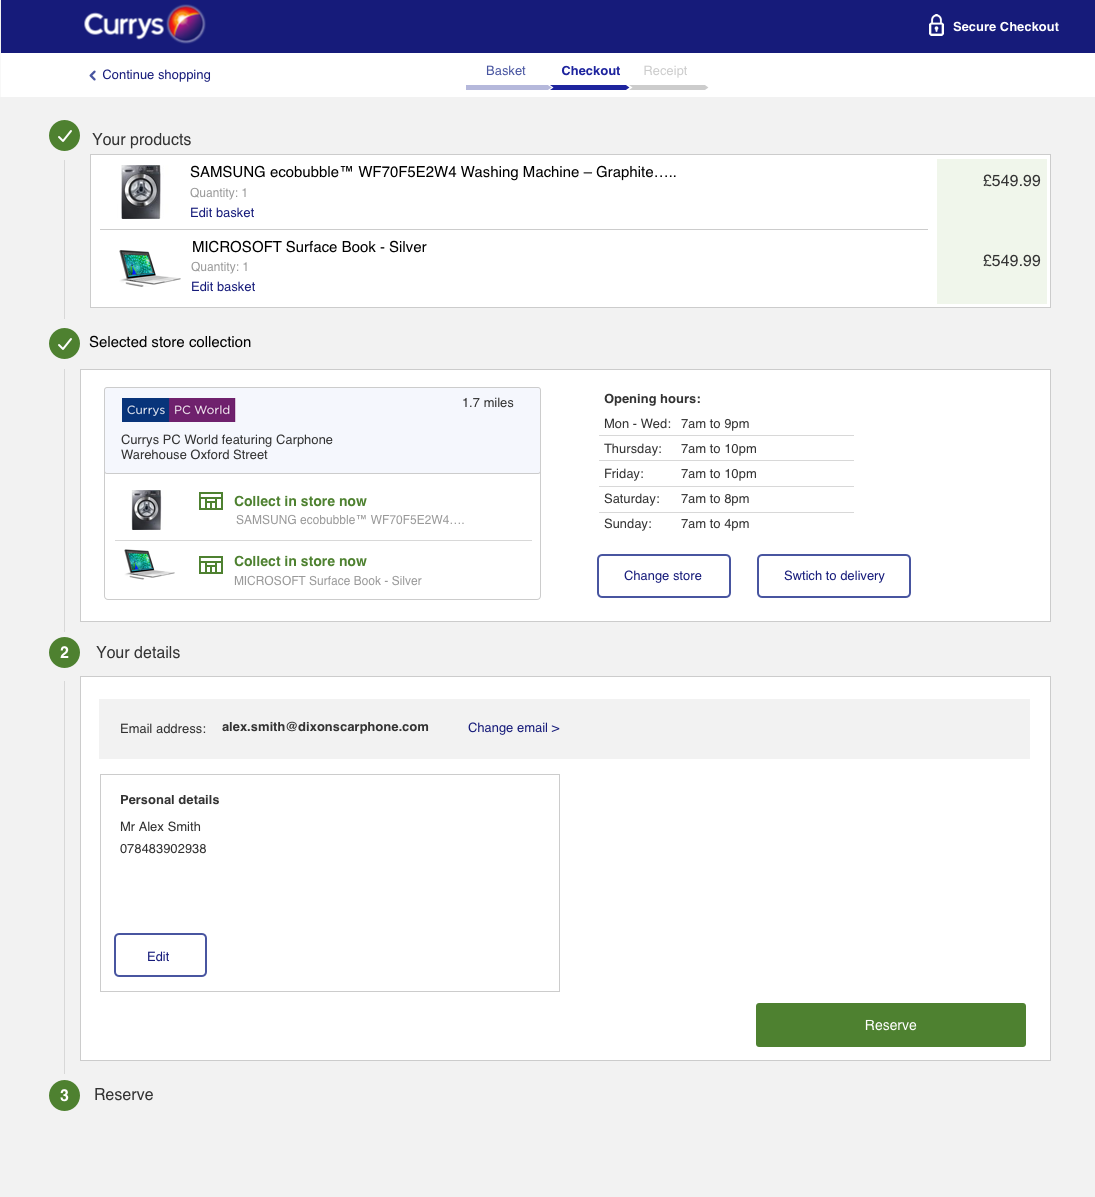 Currys
Secure Checkout
Continue shopping
Basket
Checkout
Receipt
Your products
SAMSUNG ecobubble™ WF70F5E2W4 Washing Machine – Graphite…..
£549.99
Quantity: 1
Edit basket
MICROSOFT Surface Book - Silver
£549.99
Quantity: 1
Edit basket
Selected store collection
Currys PC World
1.7 miles
Currys PC World featuring Carphone
Warehouse Oxford Street
Collect in store now
SAMSUNG ecobubble™ WF70F5E2W4….
Collect in store now
MICROSOFT Surface Book - Silver
Opening hours:
Mon - Wed: 7am to 9pm
Thursday: 7am to 10pm
Friday: 7am to 10pm
Saturday: 7am to 8pm
Sunday: 7am to 4pm
Change store
Swtich to delivery
2 Your details
Email address: alex.smith@dixonscarphone.com Change email >
Personal details
Mr Alex Smith
078483902938
Edit
Reserve
3 Reserve